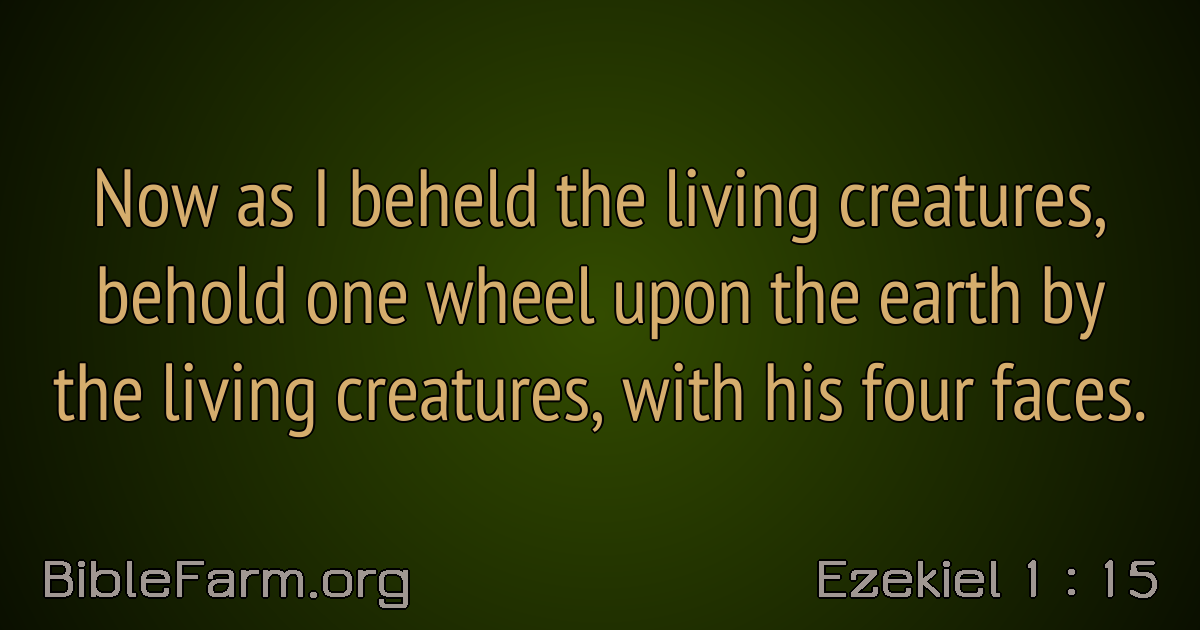 Now as I beheld the living creatures,
behold one wheel upon the earth by
the living creatures, with his four faces.
BibleFarm.org
Ezekiel 1 : 15